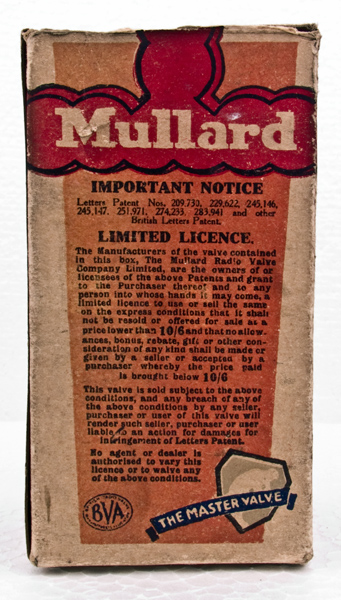 Mullard
IMPORTANT NOTICE
Letters Patent Nos. 209,730, 229,622, 245,146,
245,147, 251,971, 274,233, 283,941 and other
British Letters Patent.
LIMITED LICENCE.
The Manufacturers of the valve contained
in this box, The Mullard Radio Valve
Company Limited, are the owners of or
licensees of the above Patents and grant
to the Purchaser thereof and to any
person into whose hands it may come, a
limited licence to use or sell the same
on the express conditions that it shall
not be resold or offered for sale at a
price lower than 10/6 and that no allow-
ances, bonus, rebate, gift or other con-
sideration of any kind shall be made or
given by a seller or accepted by a
purchaser whereby the price paid
is brought below 10/6
This valve is sold subject to the above
conditions, and any breach of any of
the above conditions by any seller,
purchaser or user of this valve will
render such seller, purchaser or user
liable to an action for damages for
infringement of Letters Patent.
No agent or dealer is
authorised to vary this
licence or to waive any
of the above conditions.
BVA
THE MASTER VALVE